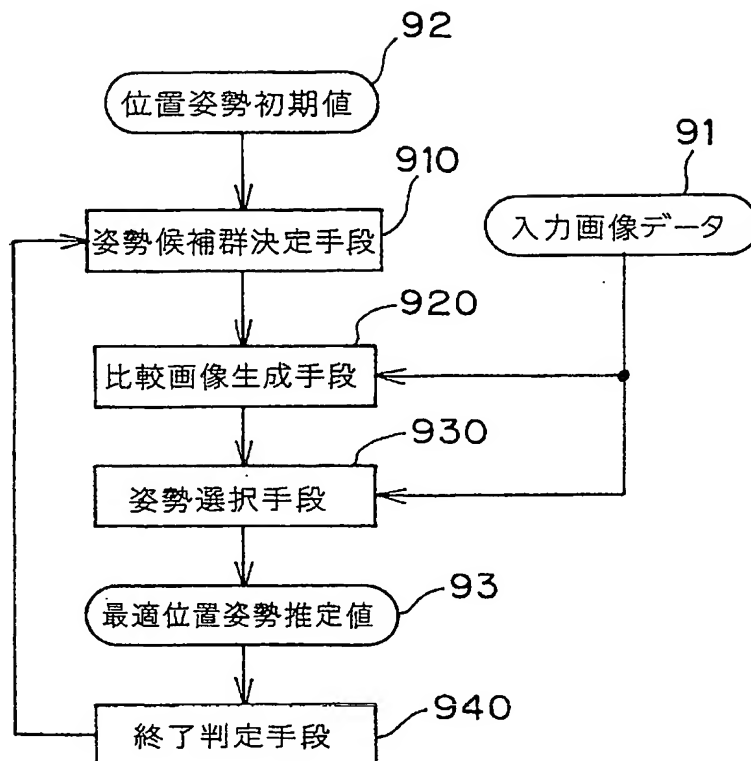 92
位置姿勢初期値
91
910
姿勢候補群決定手段
入力画像データ
920
比較画像生成手段
930
姿勢選択手段
93
最適位置姿勢推定値
940
終了判定手段